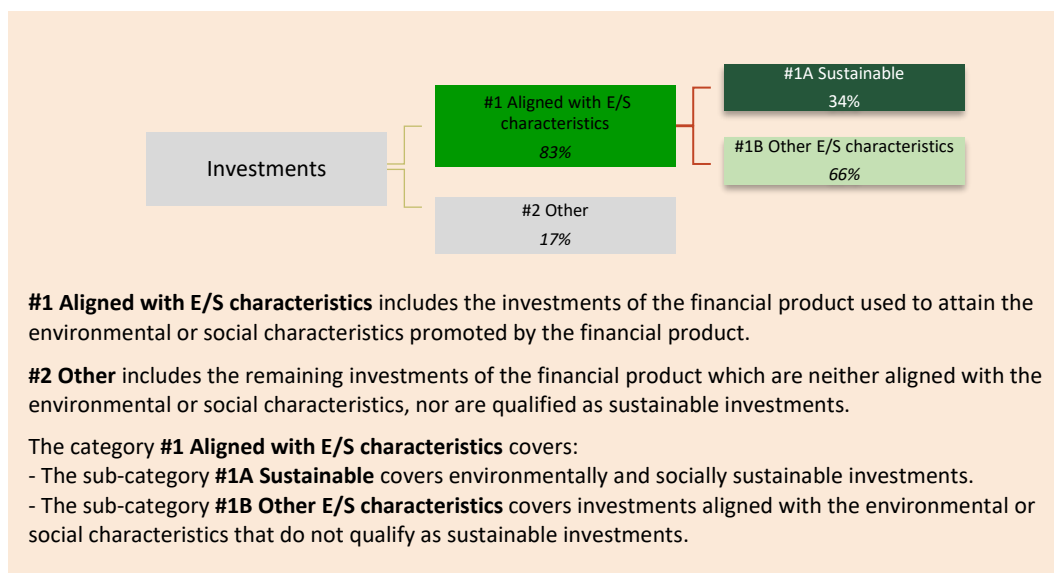 #1A Sustainable
34%
#1 Aligned with E/S
characteristics
83%
#1B Other E/S characteristics
66%
Investments
#2 Other
17%
#1 Aligned with E/S characteristics includes the investments of the financial product used to attain the
environmental or social characteristics promoted by the financial product.
#2 Other includes the remaining investments of the financial product which are neither aligned with the
environmental or social characteristics, nor are qualified as sustainable investments.
The category #1 Aligned with E/S characteristics covers:
- The sub-category #1A Sustainable covers environmentally and socially sustainable investments.
- The sub-category #1B Other E/S characteristics covers investments aligned with the environmental or
social characteristics that do not qualify as sustainable investments.